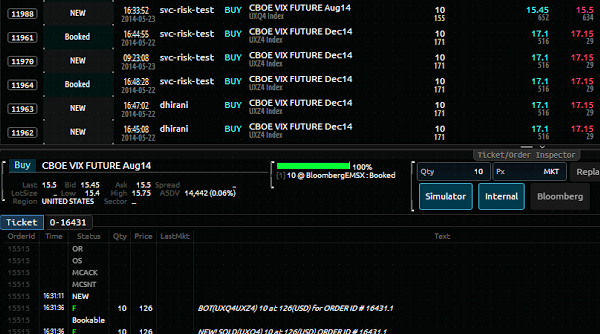 11988 NEW 16:33:52 svc-risk-test BUY CBOE VIX FUTURE Aug14 10 15.45 15.5
2014-05-23 UXQ4 Index 155 652 634
11961 Booked 16:44:55 svc-risk-test BUY CBOE VIX FUTURE Dec14 10 17.1 17.5
2014-05-22 UXZ4 Index 171 516 29
11970 NEW 09:23:08 svc-risk-test BUY CBOE VIX FUTURE Dec14 10 17.1 17.5
2014-05-23 UXZ4 Index 171 516 29
11964 Booked 16:48:28 svc-risk-test BUY CBOE VIX FUTURE Dec14 10 17.1 17.5
2014-05-22 UXZ4 Index 171 516 29
11963 NEW 16:47:02 dhirani BUY CBOE VIX FUTURE Dec14 10 17.1 17.5
2014-05-22 UXZ4 Index 171 516 29
11962 NEW 16:45:08 dhirani BUY CBOE VIX FUTURE Dec14 10 17.1 17.5
2014-05-22 UXZ4 Index 171 516 29
Ticket/Order Inspector
Buy CBOE VIX FUTURE Aug14 100% Qty 10 Px MKT Repla
[1] 10 @ BloombergEMSX:Booked
Last 15.5 Bid 15.45 Ask 15.5 Spread -
LotSize - Low 15.4 High 15.75 ASDV 14,442 (0.06%)
Region UNITED STATES Sector -
Simulator Internal Bloomberg
Ticket 0-16431
OrderId Time Status Qty Price LastMkt Text
15515 OR
15515 OS
15515 MCACK
15515 MCSNT
15515 16:31:11 NEW
15515 16:31:36 F 10 126 BOT(UXQ4UXZ4) 10 at 126(USD) for ORDER ID # 16431.1
15515 Bookable
15515 16:31:36 F 10 126 NEW! SOLD(UXQ4) 10 at 126(USD) for ORDER ID # 16431.1